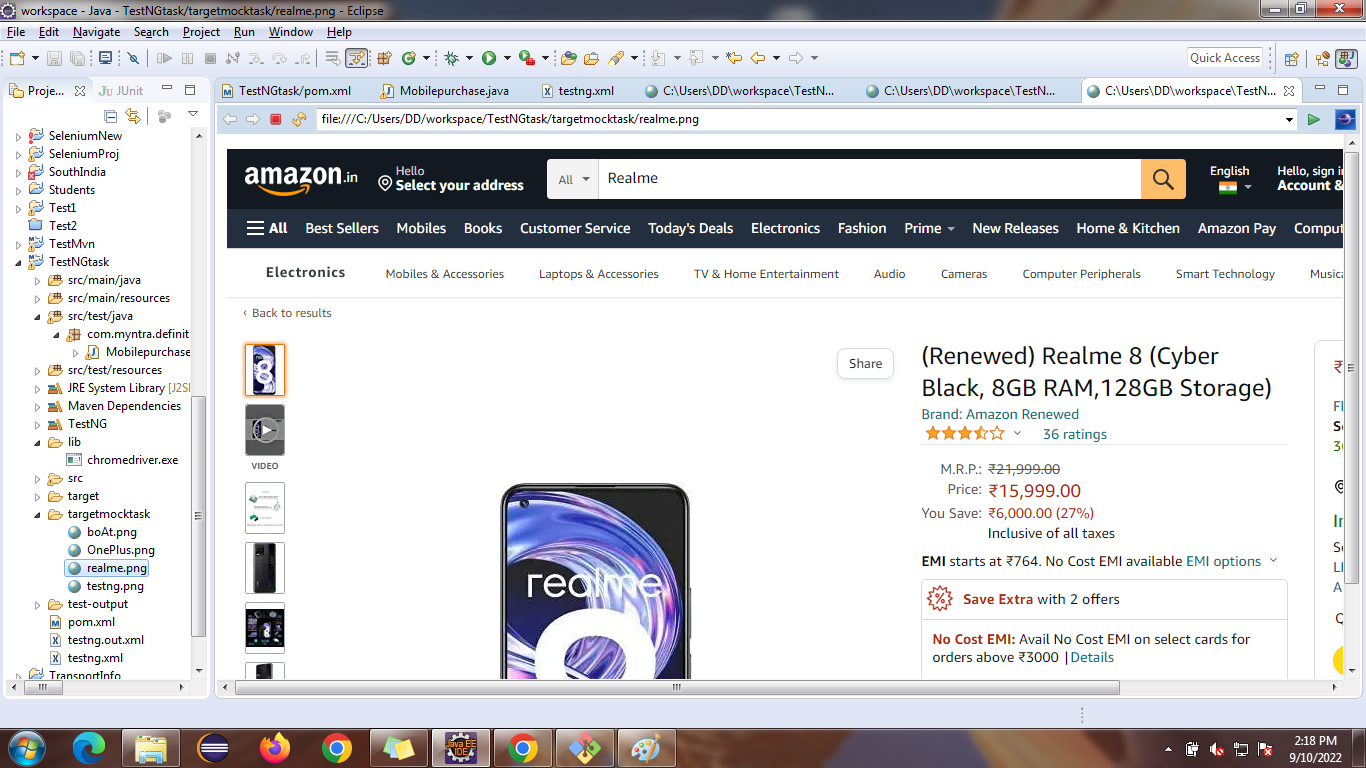 workspace - Java - TestNGtask/targetmocktask/realme.png - Eclipse
File Edit Navigate Search Project Run Window Help
Quick Access
Proje... JUnit
TestNGtask/pom.xml Mobilepurchase.java testng.xml C:\Users\DD\workspace\TestN... C:\Users\DD\workspace\TestN... C:\Users\DD\workspace\TestN...
file:///C:/Users/DD/workspace/TestNGtask/targetmocktask/realme.png
SeleniumNew
SeleniumProj
SouthIndia
Students
Test1
Test2
TestMvn
TestNGtask
src/main/java
src/main/resources
src/test/java
com.myntra.definit
Mobilepurchase
src/test/resources
JRE System Library [J2SI
Maven Dependencies
TestNG
lib
chromedriver.exe
src
target
targetmocktask
boAt.png
OnePlus.png
realme.png
testng.png
test-output
pom.xml
testng.out.xml
testng.xml
TransportInfo
amazon.in
Hello
Select your address
All
Realme
English
Hello, sign in
Account &
All Best Sellers Mobiles Books Customer Service Today's Deals Electronics Fashion Prime New Releases Home & Kitchen Amazon Pay Comput
Electronics Mobiles & Accessories Laptops & Accessories TV & Home Entertainment Audio Cameras Computer Peripherals Smart Technology Musica
‹ Back to results
VIDEO
Share
realme
8
(Renewed) Realme 8 (Cyber
Black, 8GB RAM,128GB Storage)
Brand: Amazon Renewed
36 ratings
M.R.P.: ₹21,999.00
Price: ₹15,999.00
You Save: ₹6,000.00 (27%)
Inclusive of all taxes
EMI starts at ₹764. No Cost EMI available EMI options
Save Extra with 2 offers
No Cost EMI: Avail No Cost EMI on select cards for
orders above ₹3000 |Details
₹
Java EE
IDE
2:18 PM
9/10/2022